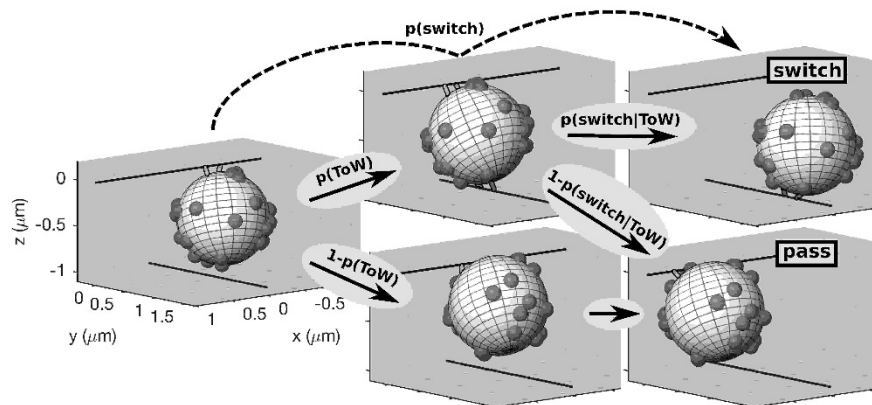 p(switch)
switch
p(switch|ToW)
p(ToW)
1-p(switch|ToW)
1-p(ToW)
pass
0
-0.5
-1
z (μm)
0
0.5
1
1.5
y (μm)
1
0.5
0
-0.5
x (μm)